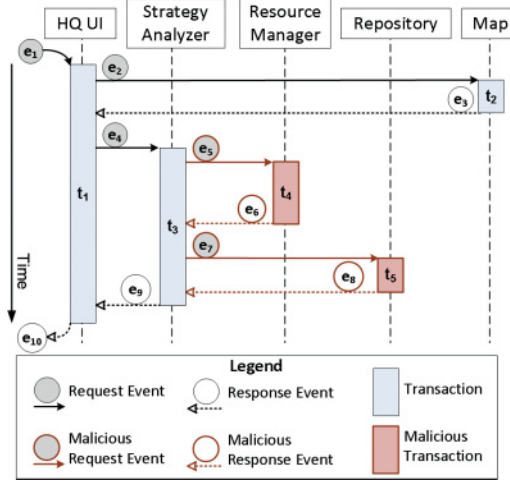 HQ UI
Strategy
Analyzer
Resource
Manager
Repository
Map
e1
e2
e3
t2
e4
e5
t1
t4
e6
t3
e7
e8
t5
e9
Time
e10
Legend
Request Event
Response Event
Transaction
Malicious
Request Event
Malicious
Response Event
Malicious
Transaction